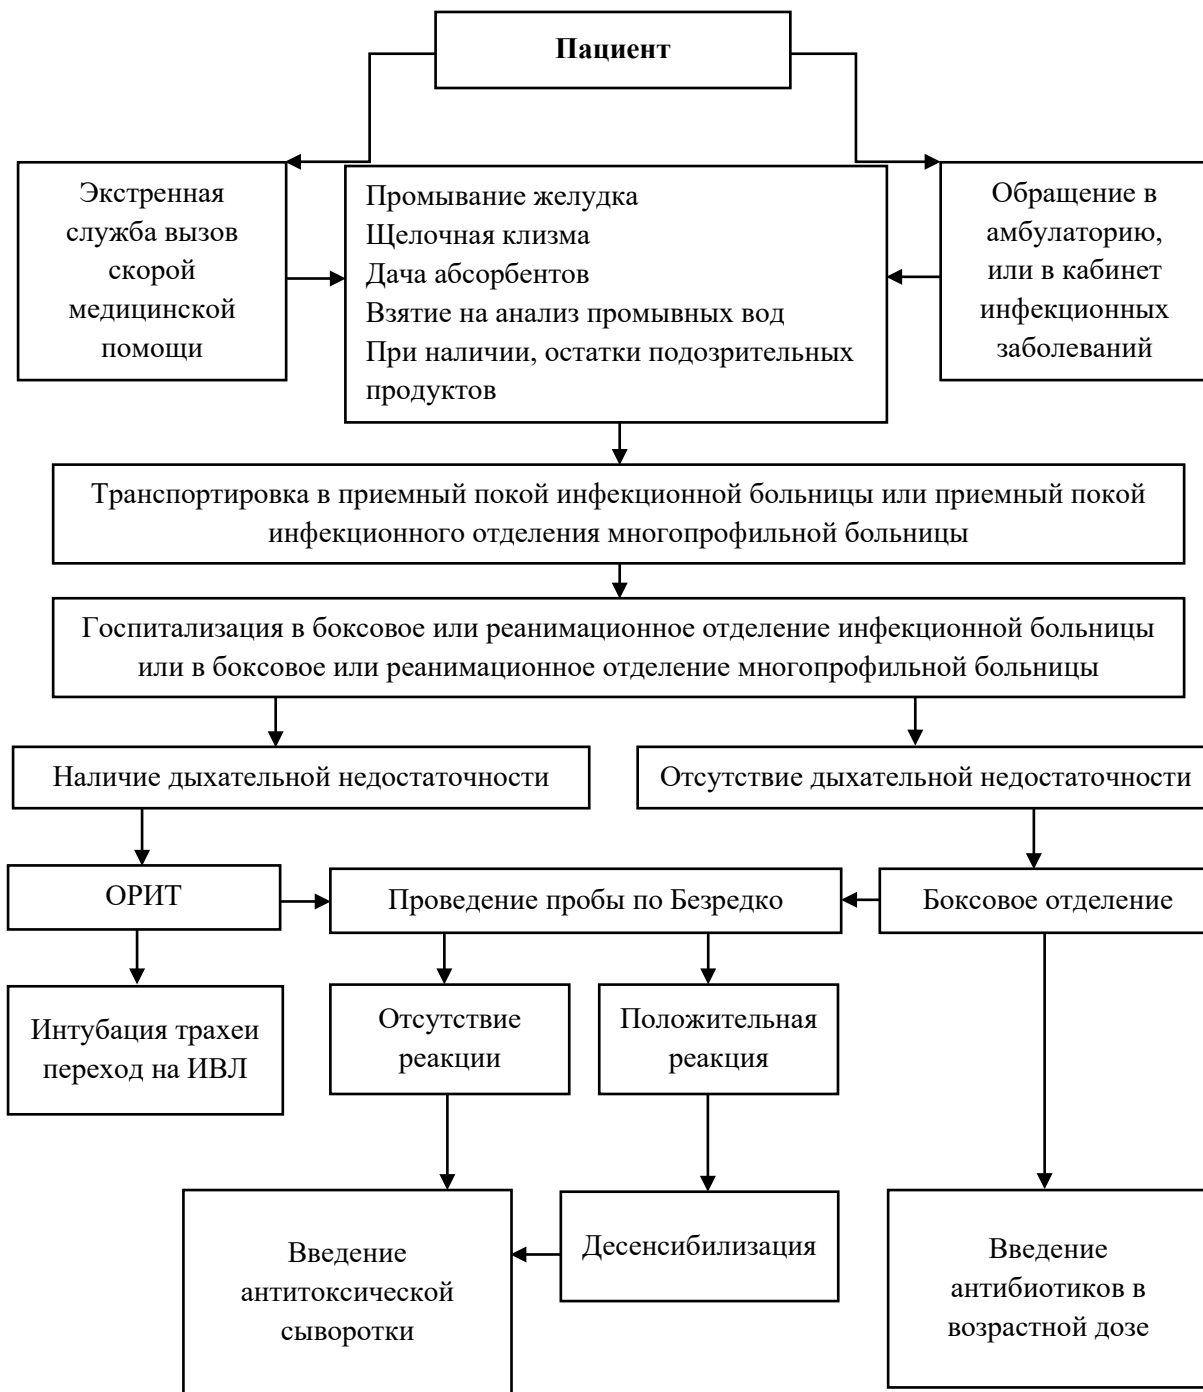 Пациент
Экстренная
служба вызов
скорой
медицинской
помощи
Промывание желудка
Щелочная клизма
Дача абсорбентов
Взятие на анализ промывных вод
При наличии, остатки подозрительных
продуктов
Обращение в
амбулаторию,
или в кабинет
инфекционных
заболеваний
Транспортировка в приемный покой инфекционной больницы или приемный покой
инфекционного отделения многопрофильной больницы
Госпитализация в боксовое или реанимационное отделение инфекционной больницы
или в боксовое или реанимационное отделение многопрофильной больницы
Наличие дыхательной недостаточности
Отсутствие дыхательной недостаточности
ОРИТ
Проведение пробы по Безредко
Боксовое отделение
Интубация трахеи
переход на ИВЛ
Отсутствие
реакции
Положительная
реакция
Введение
антитоксической
сыворотки
Десенсибилизация
Введение
антибиотиков в
возрастной дозе